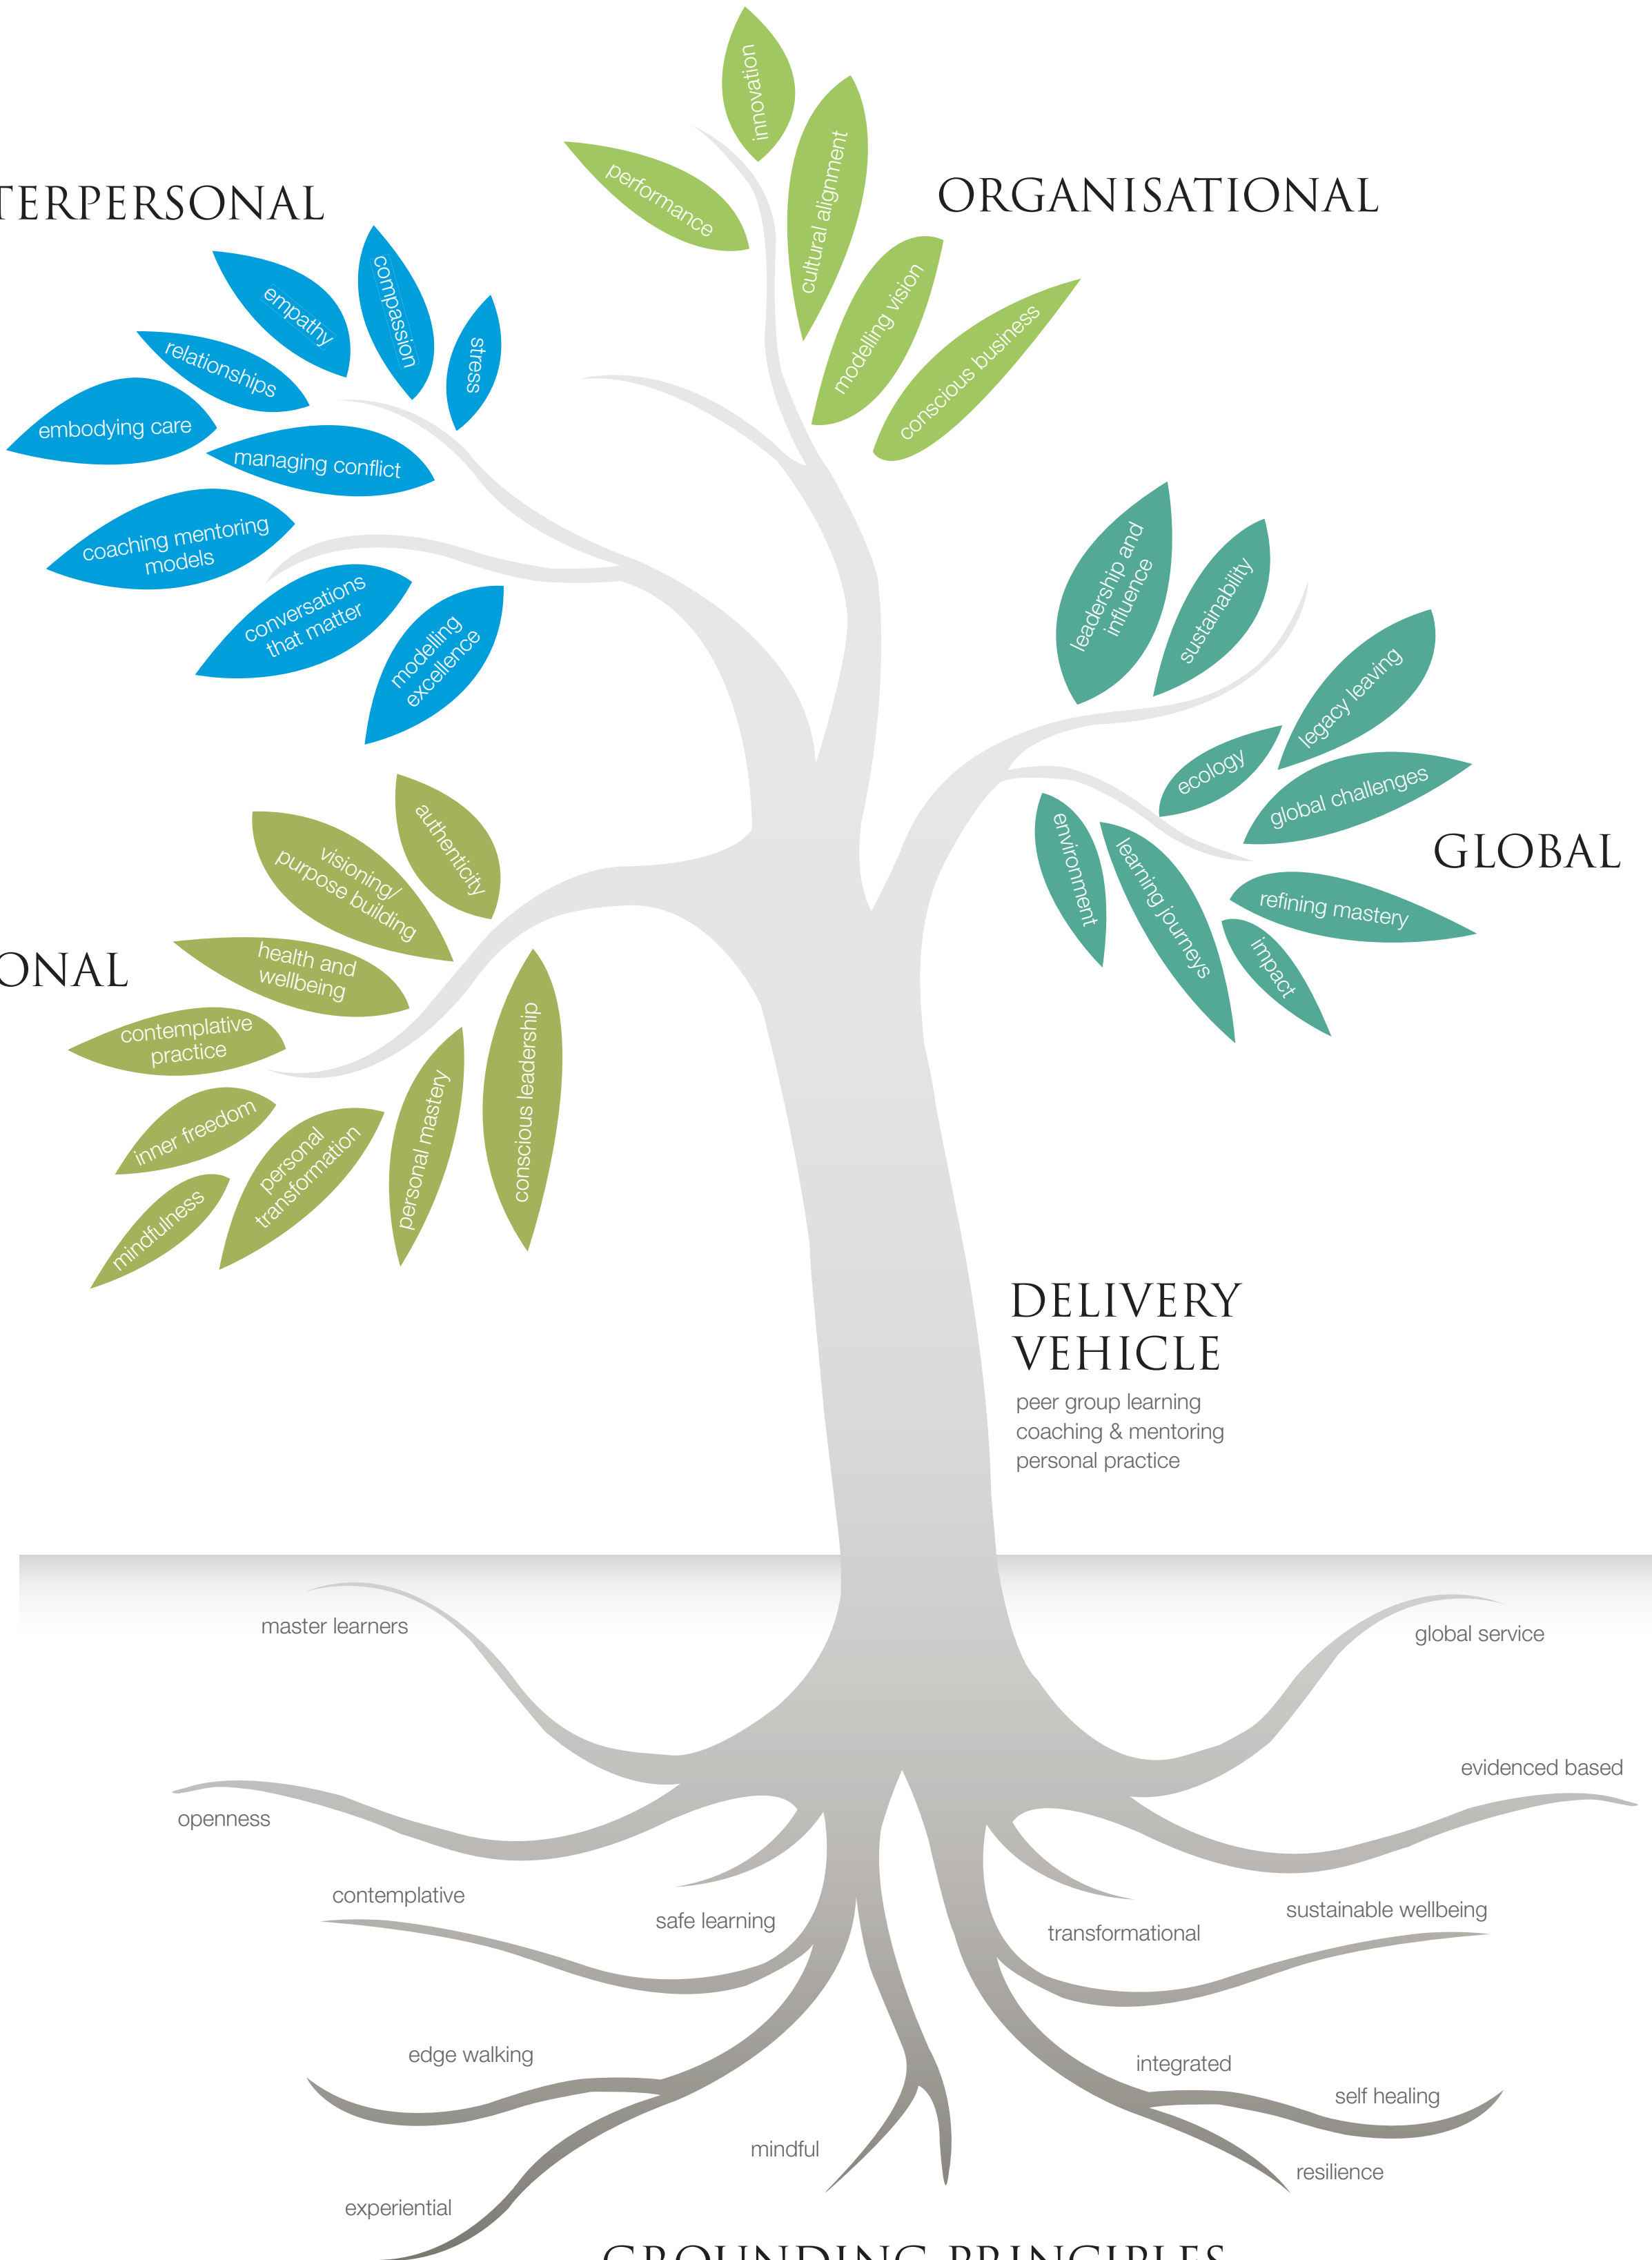 innovation
performance
cultural alignment
modelling vision
conscious business
ORGANISATIONAL
TERPERSONAL
compassion
empathy
stress
relationships
embodying care
managing conflict
coaching mentoring
models
conversations
that matter
modelling
excellence
leadership and
influence
sustainability
legacy leaving
ecology
global challenges
GLOBAL
environment
learning journeys
refining mastery
impact
authenticity
visioning/
purpose building
ONAL
health and
wellbeing
contemplative
practice
inner freedom
mindfulness
personal
transformation
personal mastery
conscious leadership
DELIVERY
VEHICLE
peer group learning
coaching & mentoring
personal practice
master learners
global service
openness
evidenced based
contemplative
safe learning
transformational
sustainable wellbeing
edge walking
integrated
self healing
mindful
resilience
experiential
GROUNDING PRINCIPLES